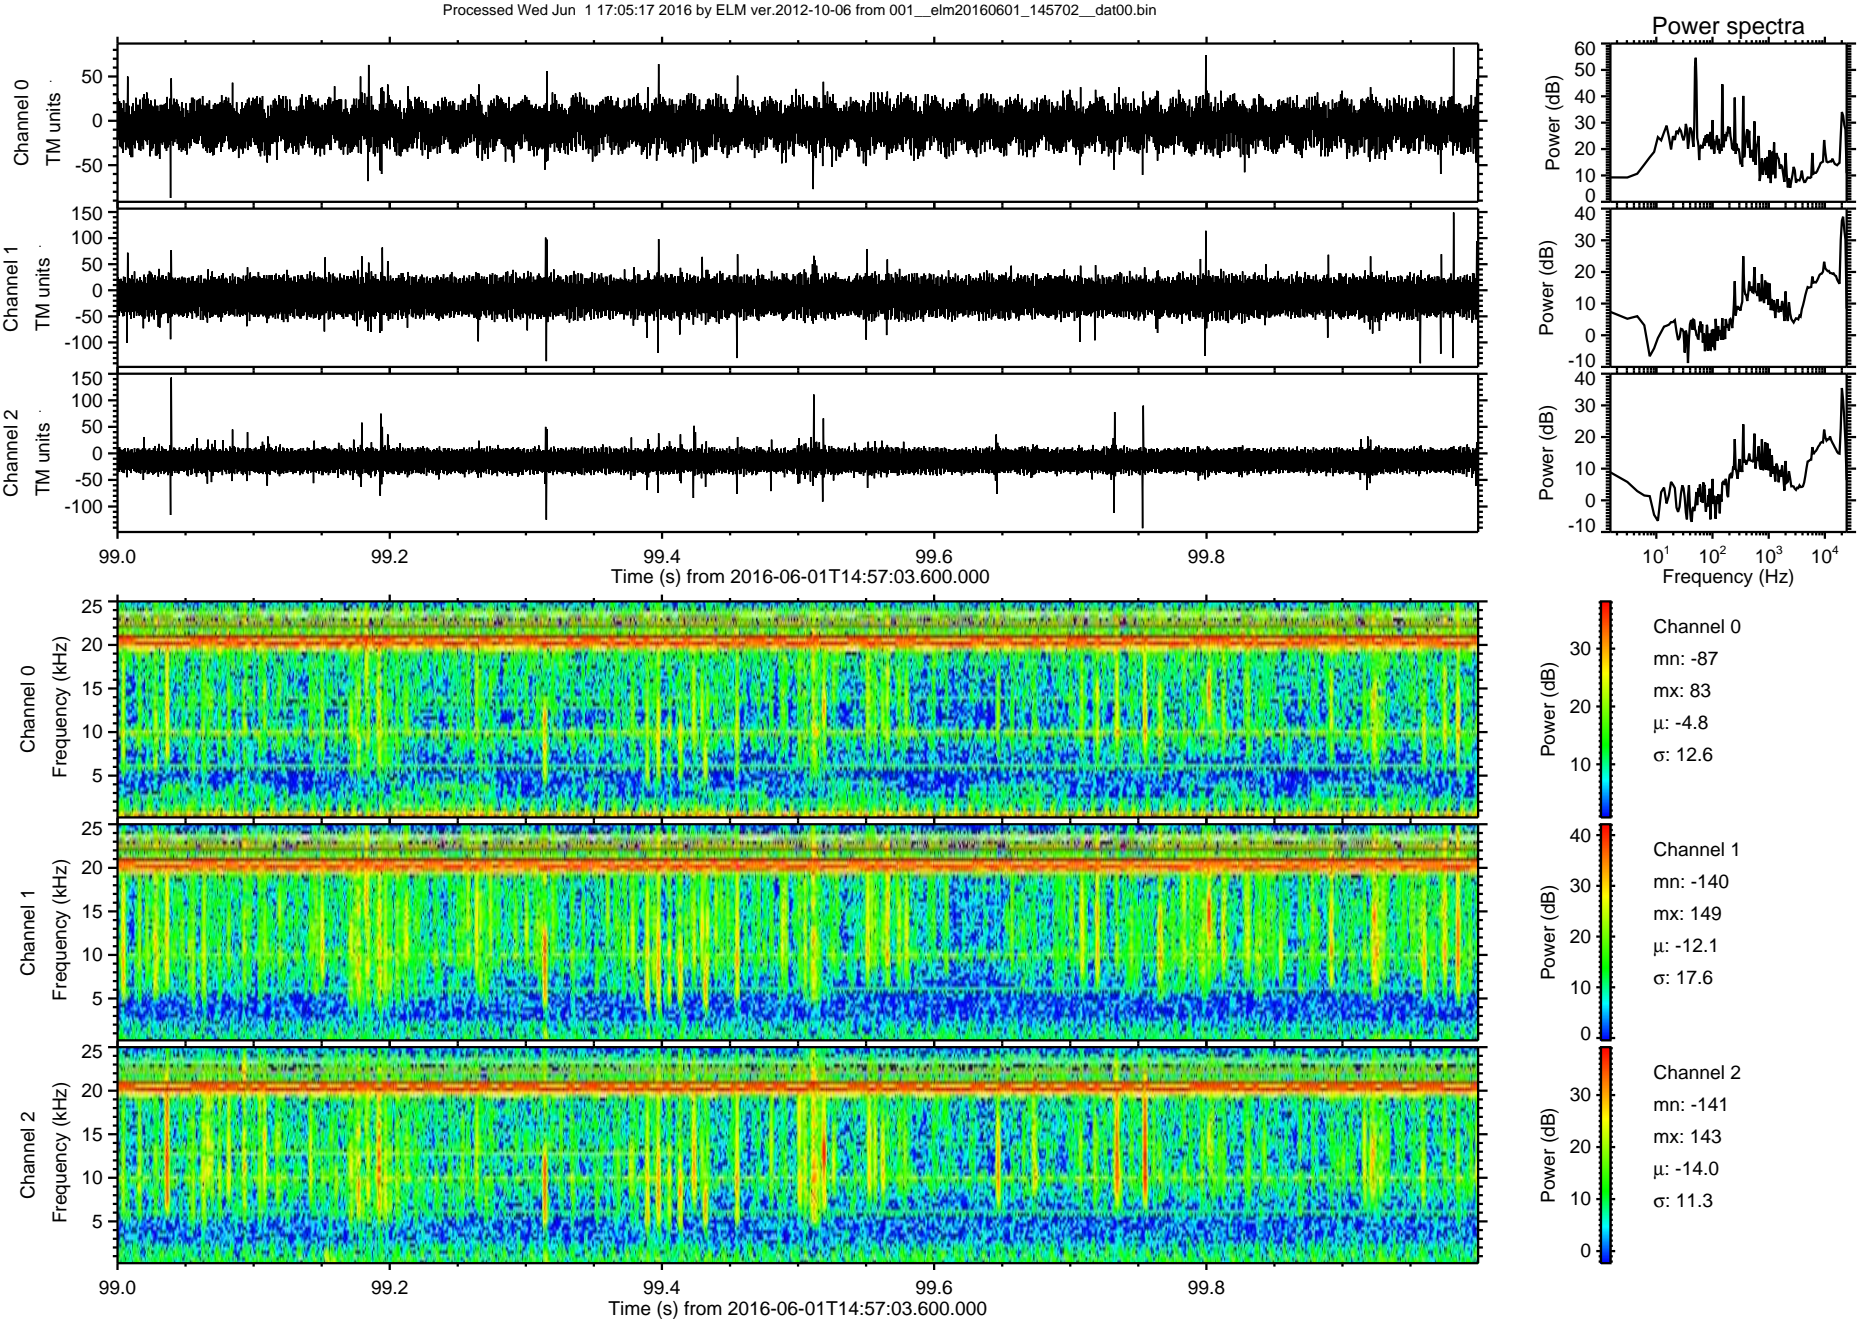 Processed Wed Jun  1 17:05:17 2016 by ELM ver.2012-10-06 from 001__elm20160601_145702__dat00.bin
Power spectra
Channel 0
TM units
50
0
-50
Power (dB)
60
50
40
30
20
10
0
Channel 1
TM units
150
100
50
0
-50
-100
Power (dB)
40
30
20
10
0
-10
Channel 2
TM units
150
100
50
0
-50
-100
Power (dB)
40
30
20
10
0
-10
99.0 99.2 99.4 99.6 99.8
Time (s) from 2016-06-01T14:57:03.600.000
10^1 10^2 10^3 10^4
Frequency (Hz)
Channel 0
Frequency (kHz)
25
20
15
10
5
Power (dB)
30
20
10
Channel 0
mn: -87
mx: 83
μ: -4.8
σ: 12.6
Channel 1
Frequency (kHz)
25
20
15
10
5
Power (dB)
40
30
20
10
0
Channel 1
mn: -140
mx: 149
μ: -12.1
σ: 17.6
Channel 2
Frequency (kHz)
25
20
15
10
5
Power (dB)
30
20
10
0
Channel 2
mn: -141
mx: 143
μ: -14.0
σ: 11.3
99.0 99.2 99.4 99.6 99.8
Time (s) from 2016-06-01T14:57:03.600.000